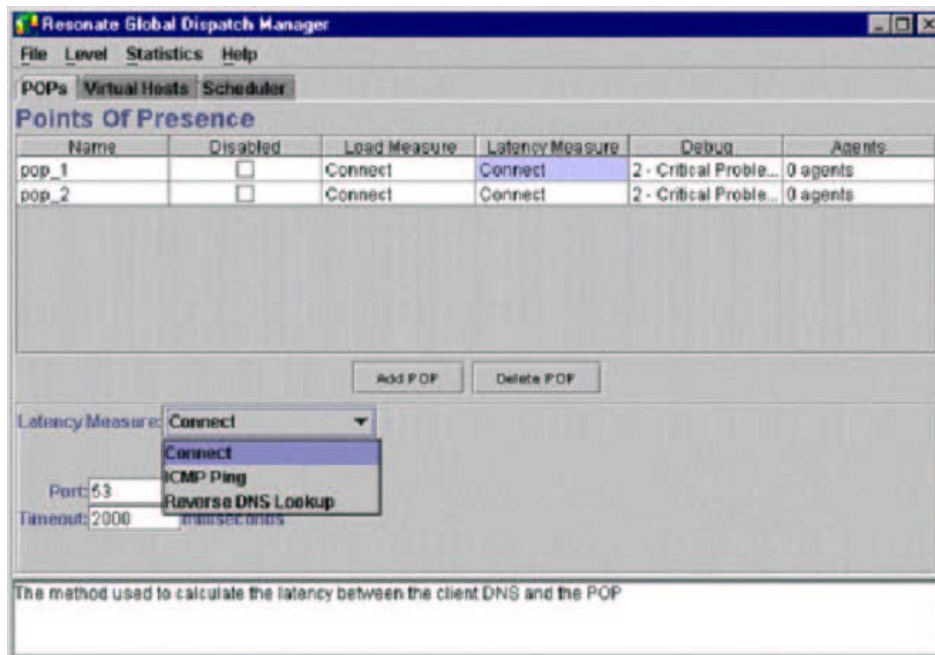 Resonate Global Dispatch Manager
File Level Statistics Help
POPs Virtual Hosts Scheduler
Points Of Presence
Name Disabled Load Measure Latency Measure Debug Agents
pop_1 Connect Connect 2 - Critical Proble... 0 agents
pop_2 Connect Connect 2 - Critical Proble... 0 agents
Add POP Delete POP
Latency Measure: Connect
Connect
ICMP Ping
Port: 53
Reverse DNS Lookup
Timeout: 2000 milliseconds
The method used to calculate the latency between the client DNS and the POP